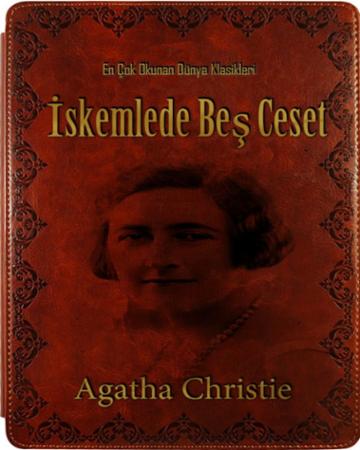 En Çok Okunan Dünya Klasikleri
İskemlede Beş Ceset
Agatha Christie